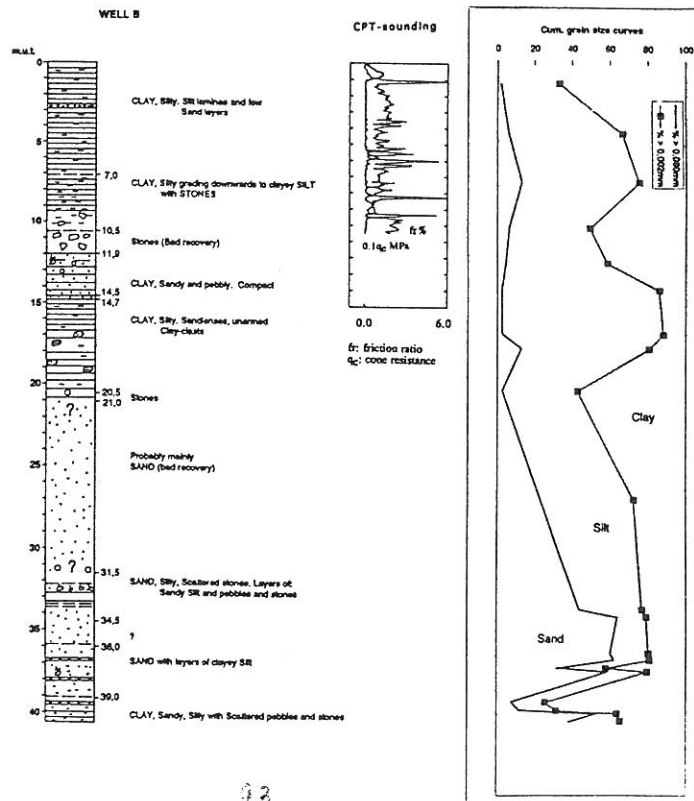 WELL B
m.u.t.
0
5
10
15
20
25
30
35
40
7,0
10,5
11,9
14,5
14,7
20,5
21,0
31,5
34,5
36,0
39,0
CLAY, Silty, Silt laminae and low
Sand layers
CLAY, Silty grading downwards to clayey SILT
with STONES
Stones (Bad recovery)
CLAY, Sandy and pebbly. Compact
CLAY, Silty, Sandlenses, unarmed
Clay-clasts
Stones
?
Probably mainly
SAND (bad recovery)
?
SAND, Silty, Scattered stones. Layers of:
Sandy Silt and pebbles and stones
?
SAND with layers of clayey Silt
CLAY, Sandy, Silty with Scattered pebbles and stones
CPT-sounding
fr %
0.1qc MPa
0.0
6.0
fr: friction ratio
qc: cone resistance
Cum. grain size curves
0
20
40
60
80
100
% < 0,002mm
% < 0,060mm
Clay
Silt
Sand